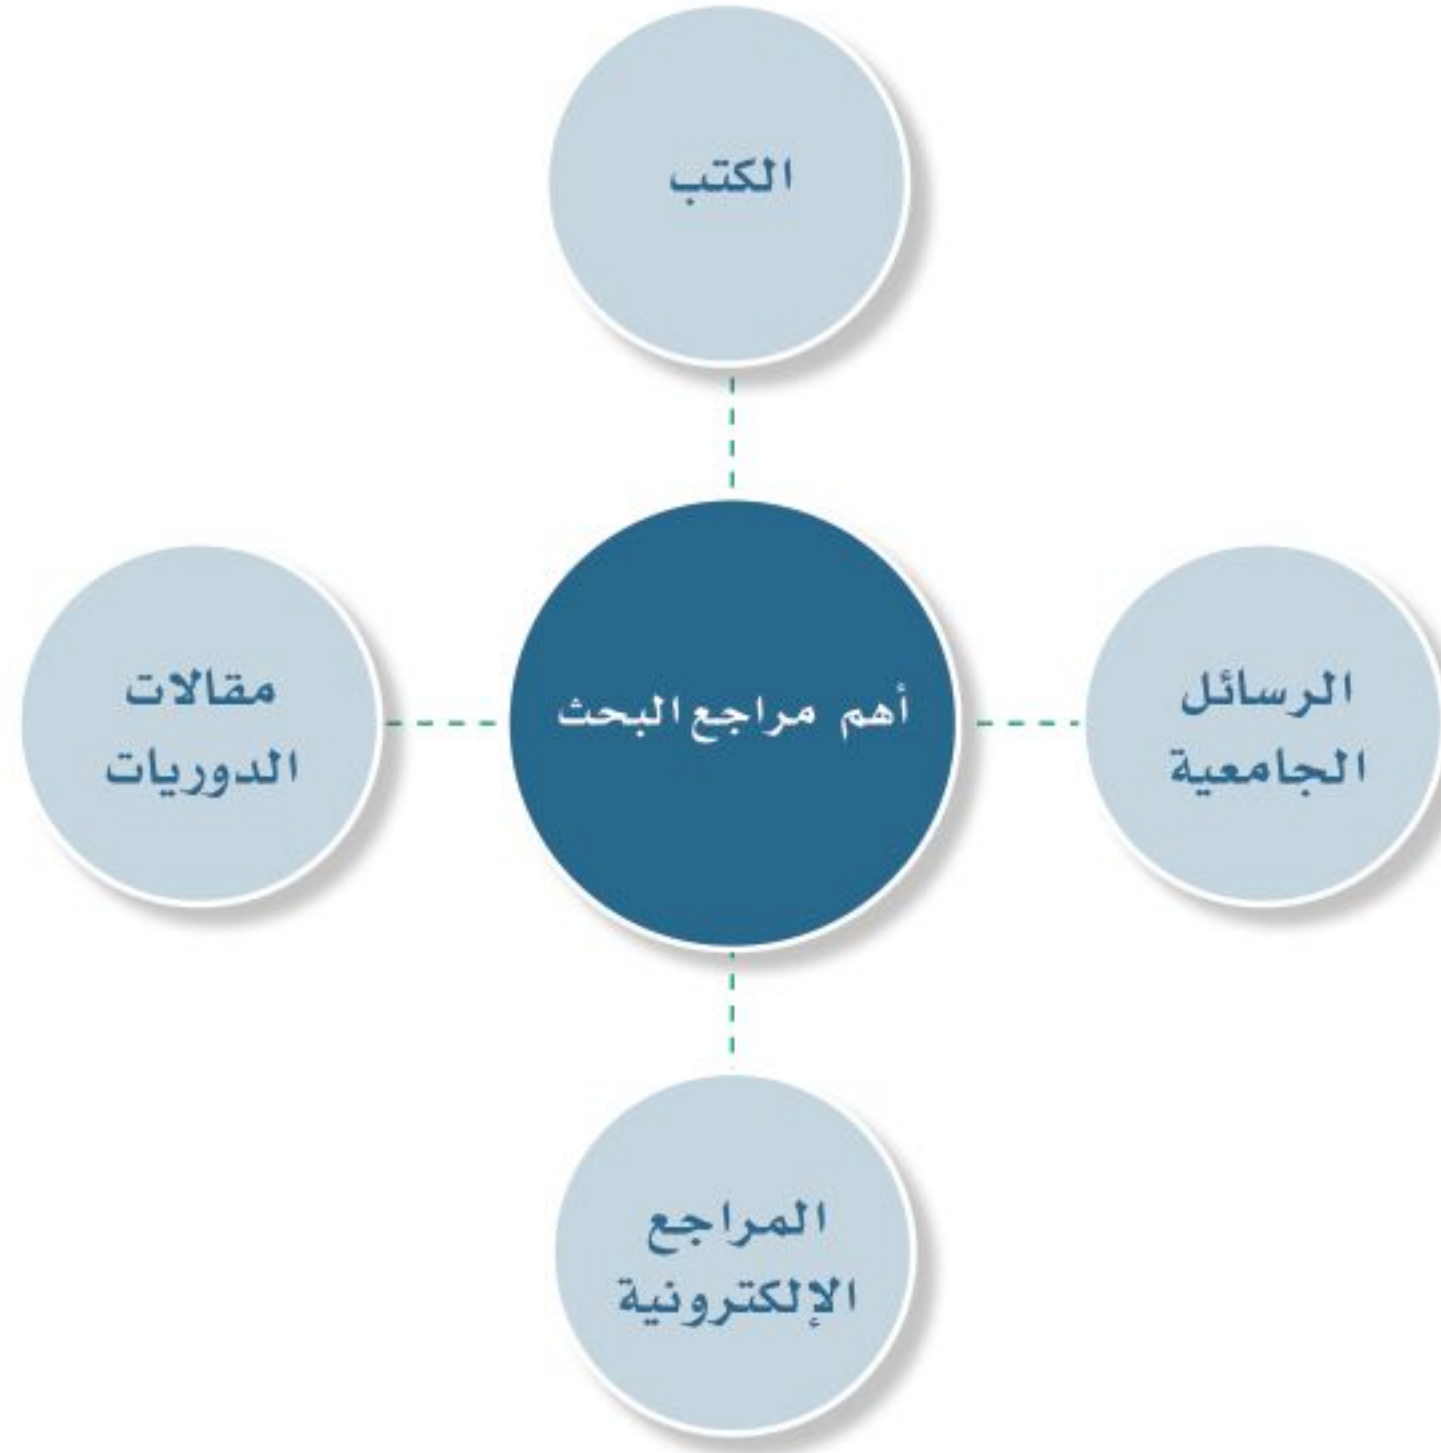 الكتب
أهم مراجع البحث
الرسائل
الجامعية
مقالات
الدوريات
المراجع
الإلكترونية